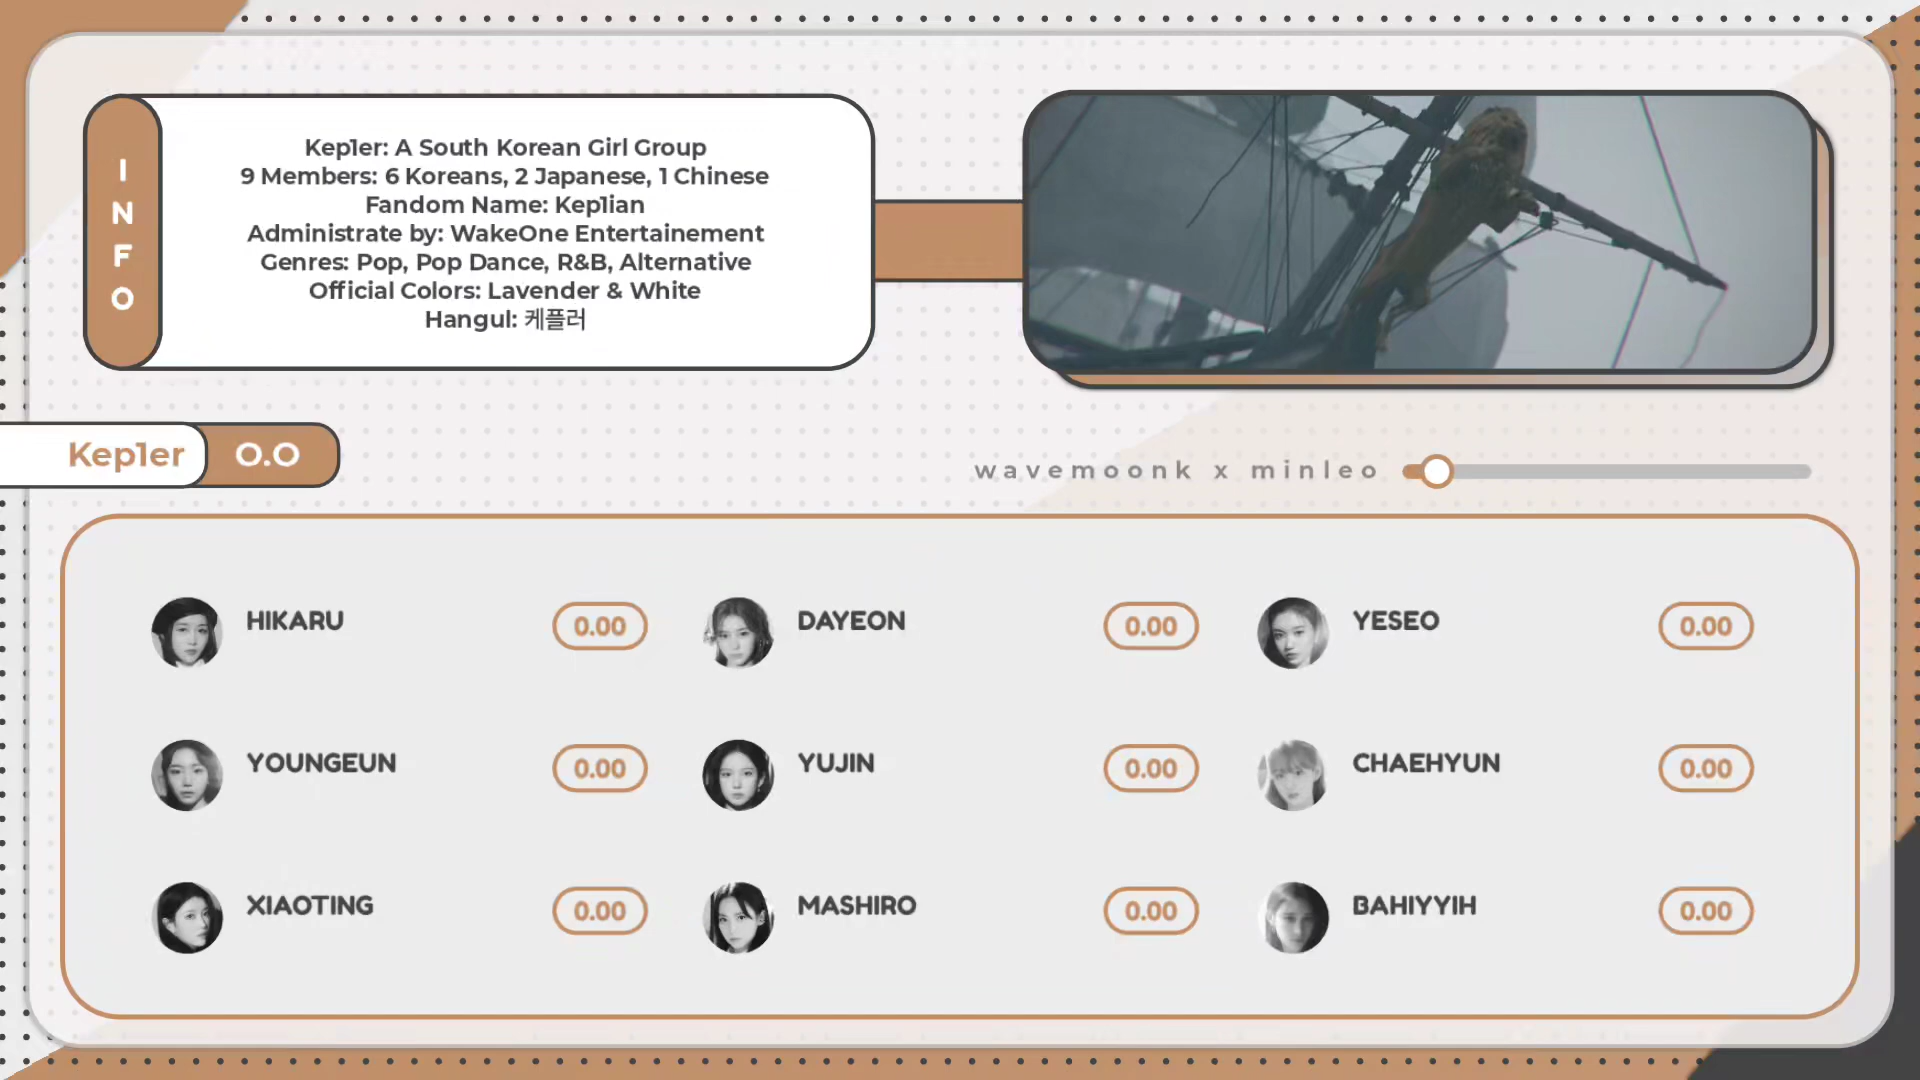 INFO
Kep1er: A South Korean Girl Group
9 Members: 6 Koreans, 2 Japanese, 1 Chinese
Fandom Name: Kep1ian
Administrate by: WakeOne Entertainement
Genres: Pop, Pop Dance, R&B, Alternative
Official Colors: Lavender & White
Hangul: 케플러
Kep1er 0.0
wavemoonk x minleo
HIKARU 0.00
DAYEON 0.00
YESEO 0.00
YOUNGEUN 0.00
YUJIN 0.00
CHAEHYUN 0.00
XIAOTING 0.00
MASHIRO 0.00
BAHIYYIH 0.00